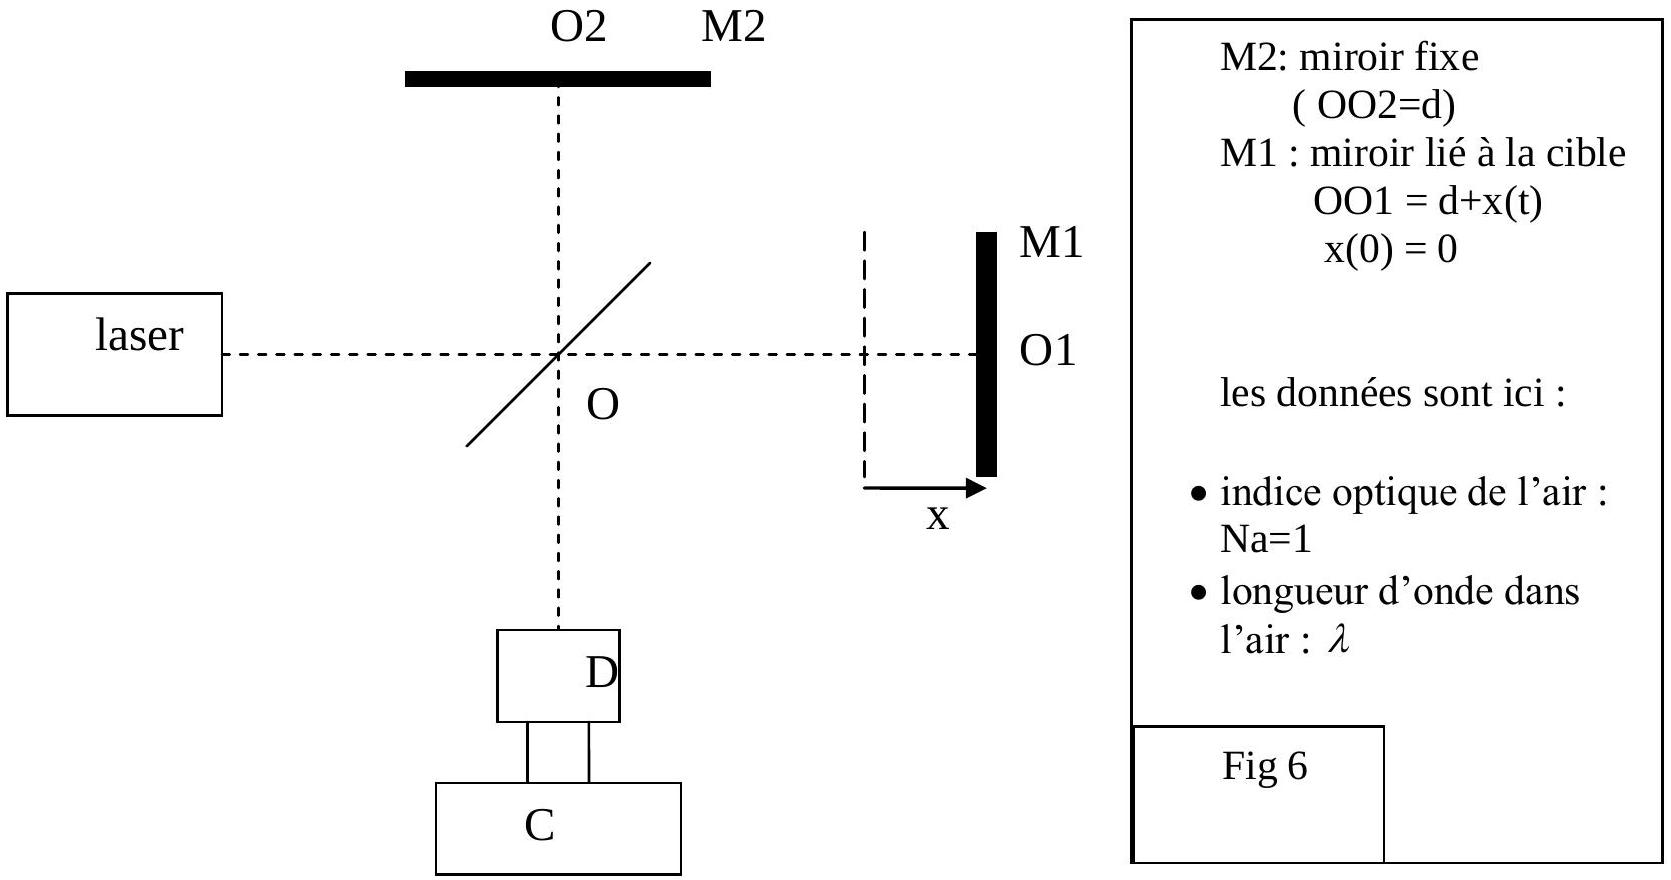 O2 M2
M1
laser
O1
O
x
D
C
M2: miroir fixe
( OO2=d)
M1 : miroir lié à la cible
OO1 = d+x(t)
x(0) = 0
les données sont ici :
• indice optique de l’air :
Na=1
• longueur d’onde dans
l’air : λ
Fig 6